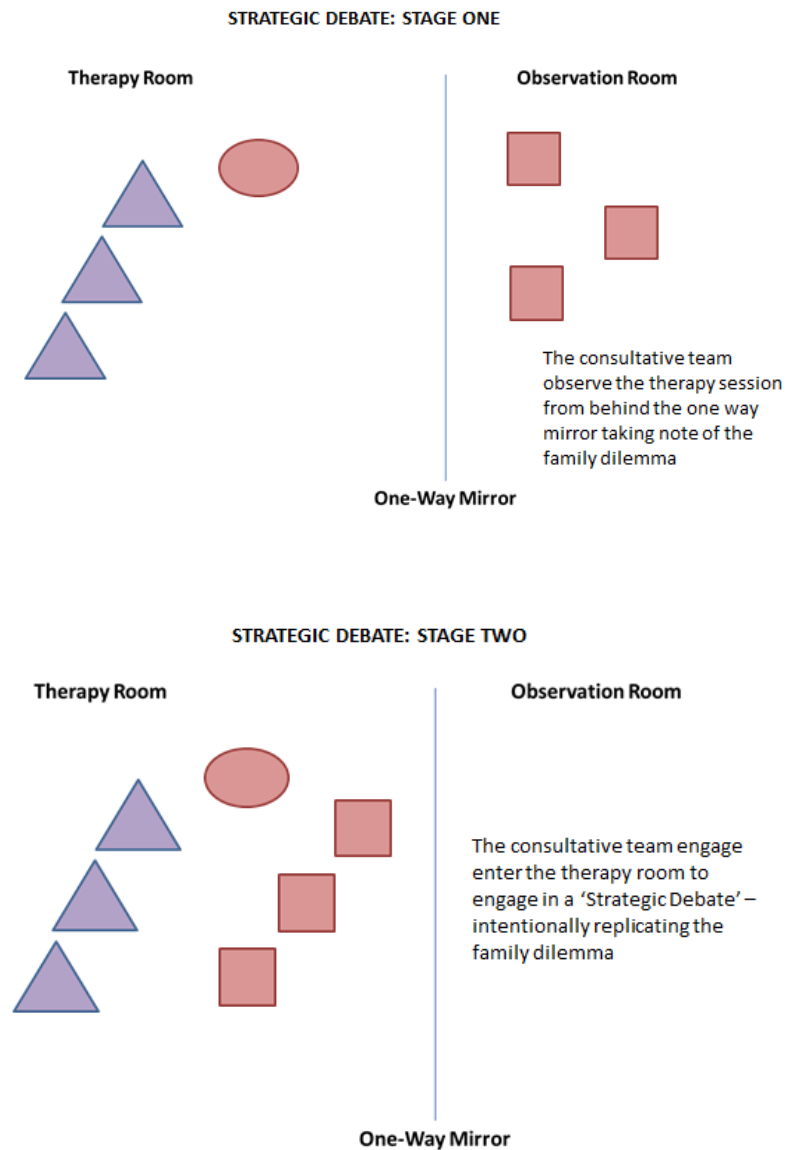 STRATEGIC DEBATE: STAGE ONE
Therapy Room
Observation Room
The consultative team
observe the therapy session
from behind the one way
mirror taking note of the
family dilemma
One-Way Mirror
STRATEGIC DEBATE: STAGE TWO
Therapy Room
Observation Room
The consultative team engage
enter the therapy room to
engage in a ‘Strategic Debate’ –
intentionally replicating the
family dilemma
One-Way Mirror